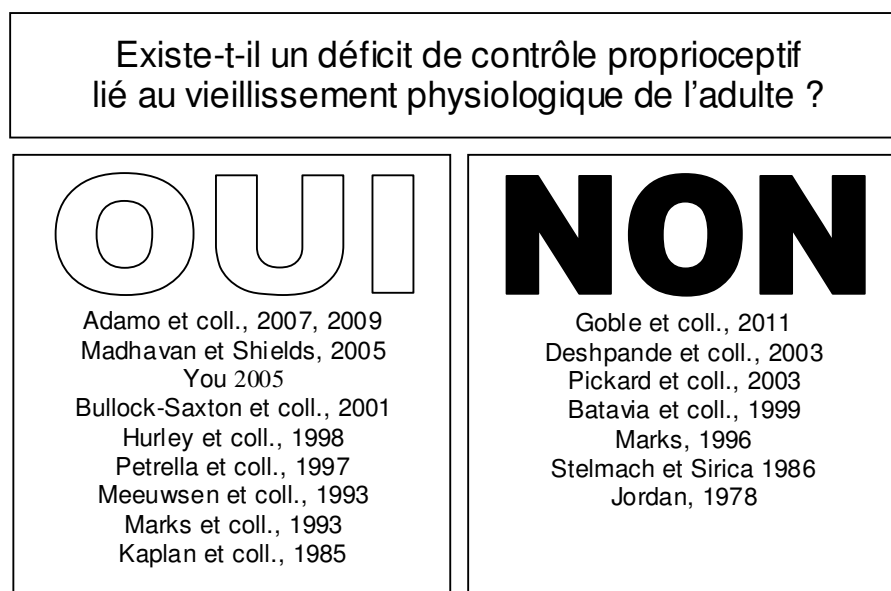 Existe-t-il un déficit de contrôle proprioceptif
lié au vieillissement physiologique de l'adulte ?
OUI
Adamo et coll., 2007, 2009
Madhavan et Shields, 2005
You 2005
Bullock-Saxton et coll., 2001
Hurley et coll., 1998
Petrella et coll., 1997
Meeuwsen et coll., 1993
Marks et coll., 1993
Kaplan et coll., 1985
NON
Goble et coll., 2011
Deshpande et coll., 2003
Pickard et coll., 2003
Batavia et coll., 1999
Marks, 1996
Stelmach et Sirica 1986
Jordan, 1978